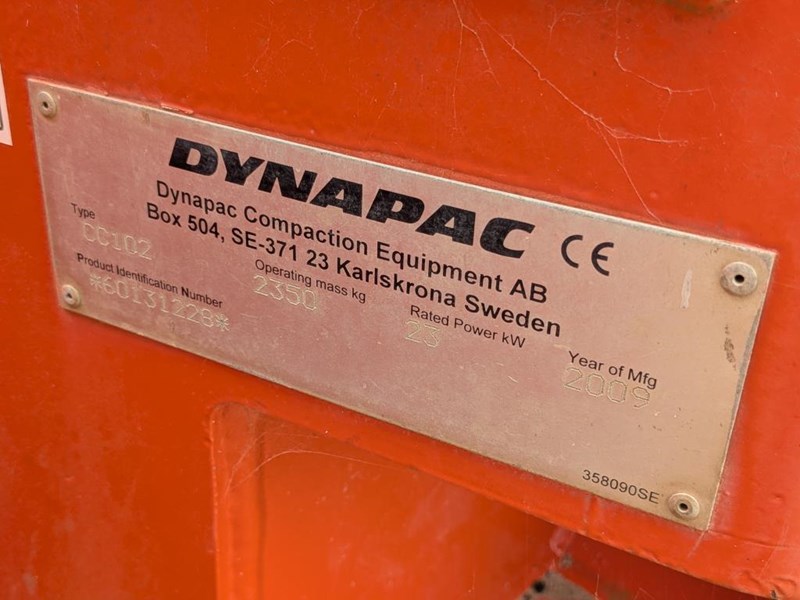 DYNAPAC
Dynapac Compaction Equipment AB
Box 504, SE-371 23 Karlskrona Sweden
CE
Type
CC102
Operating mass kg
2350
Rated Power kW
23
Year of Mfg
2009
Product Identification Number
*60131228*
358090SE